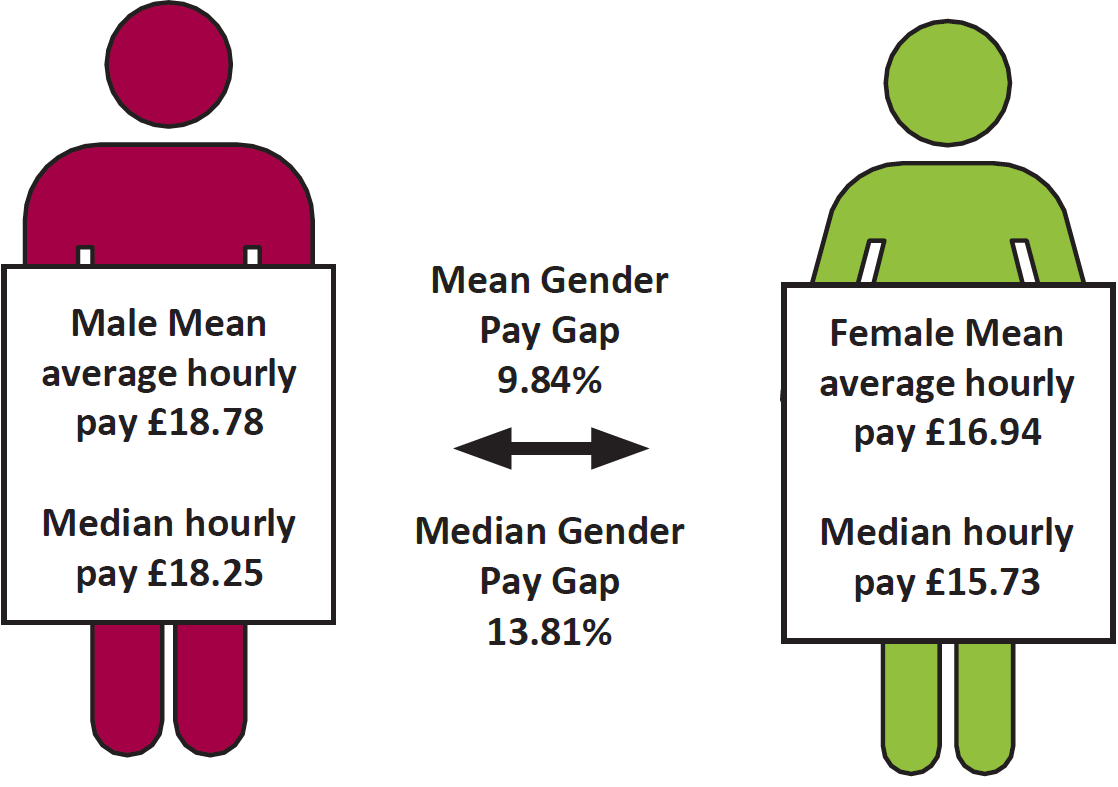 Male Mean
average hourly
pay £18.78
Median hourly
pay £18.25
Mean Gender
Pay Gap
9.84%
Median Gender
Pay Gap
13.81%
Female Mean
average hourly
pay £16.94
Median hourly
pay £15.73